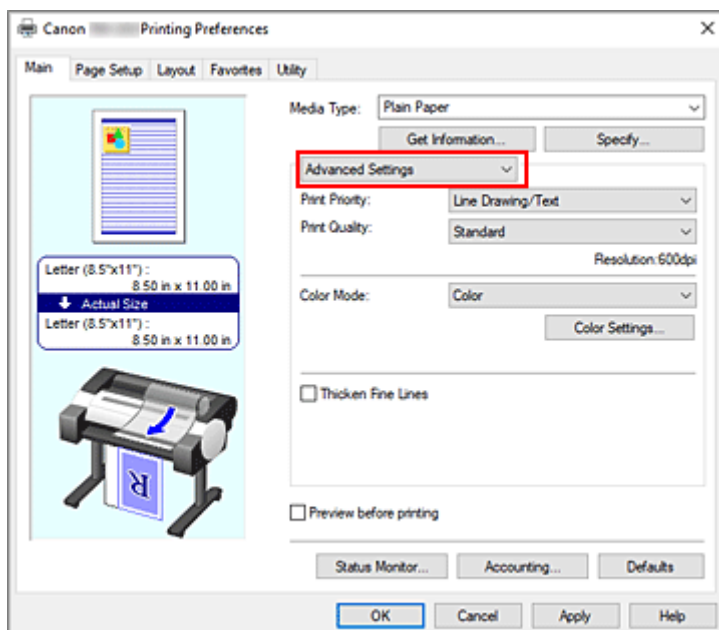 Canon Printing Preferences
Main Page Setup Layout Favorites Utility
Media Type: Plain Paper
Get Information... Specify...
Advanced Settings
Print Priority: Line Drawing/Text
Print Quality: Standard
Resolution:600dpi
Letter (8.5"x11") :
8.50 in x 11.00 in
Actual Size
Letter (8.5"x11") :
8.50 in x 11.00 in
Color Mode: Color
Color Settings...
Thicken Fine Lines
R
Preview before printing
Status Monitor... Accounting... Defaults
OK Cancel Apply Help